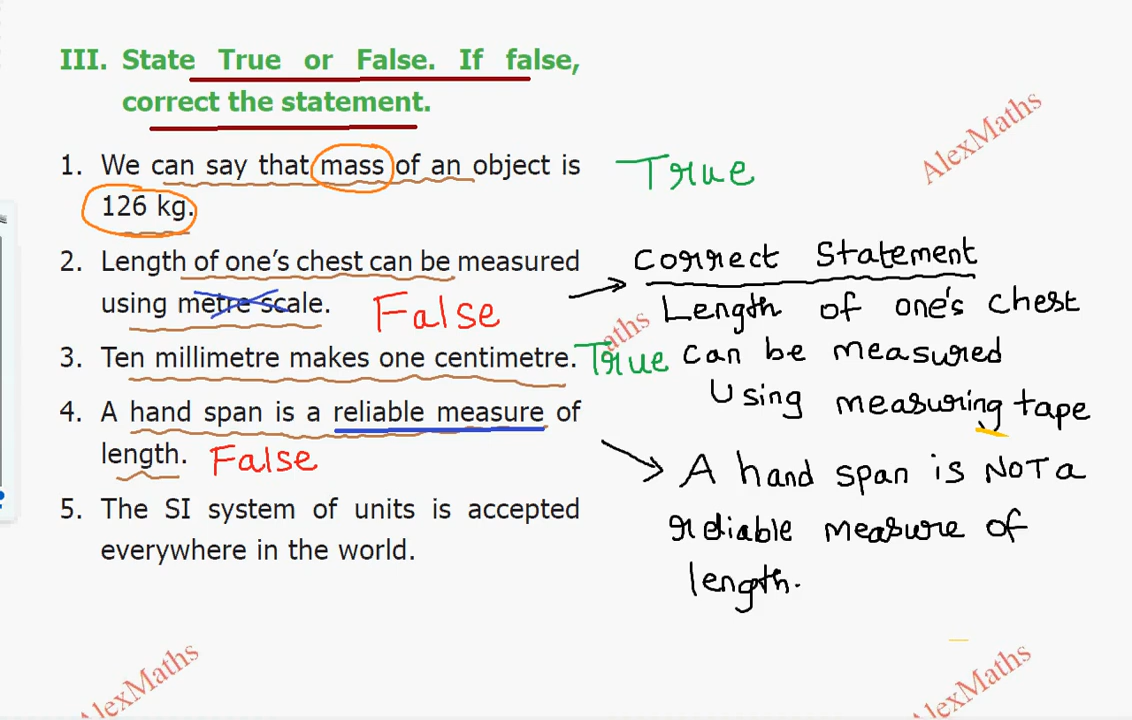 III. State True or False. If false,
correct the statement.
1. We can say that mass of an object is
126 kg.
True
2. Length of one's chest can be measured
using metre scale.
False
Correct Statement
Length of one's chest
can be measured
Using measuring tape
3. Ten millimetre makes one centimetre.
True
4. A hand span is a reliable measure of
length.
False
A hand span is NOT a
reliable measure of
length.
5. The SI system of units is accepted
everywhere in the world.
AlexMaths
aths
AlexMaths
AlexMaths